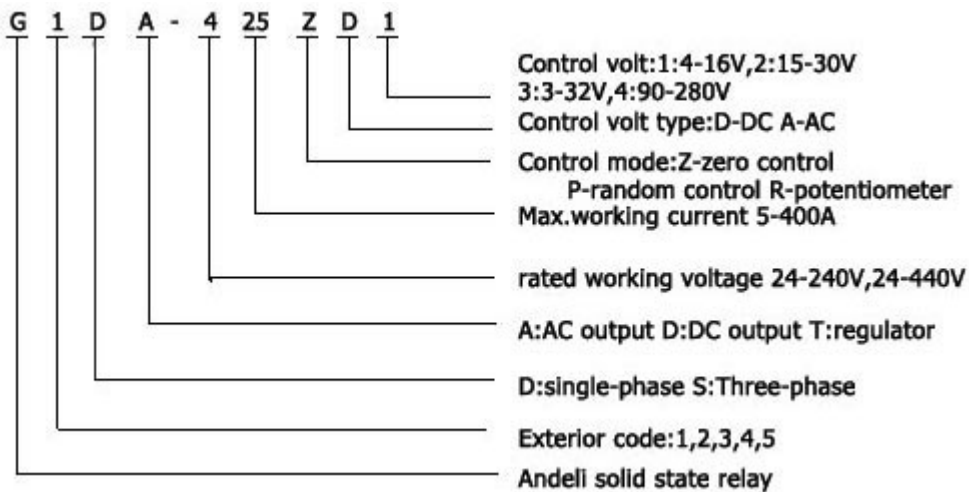 G 1 D A - 4 25 Z D 1
Control volt:1:4-16V,2:15-30V
3:3-32V,4:90-280V
Control volt type:D-DC A-AC
Control mode:Z-zero control
P-random control R-potentiometer
Max.working current 5-400A
rated working voltage 24-240V,24-440V
A:AC output D:DC output T:regulator
D:single-phase S:Three-phase
Exterior code:1,2,3,4,5
Andeli solid state relay